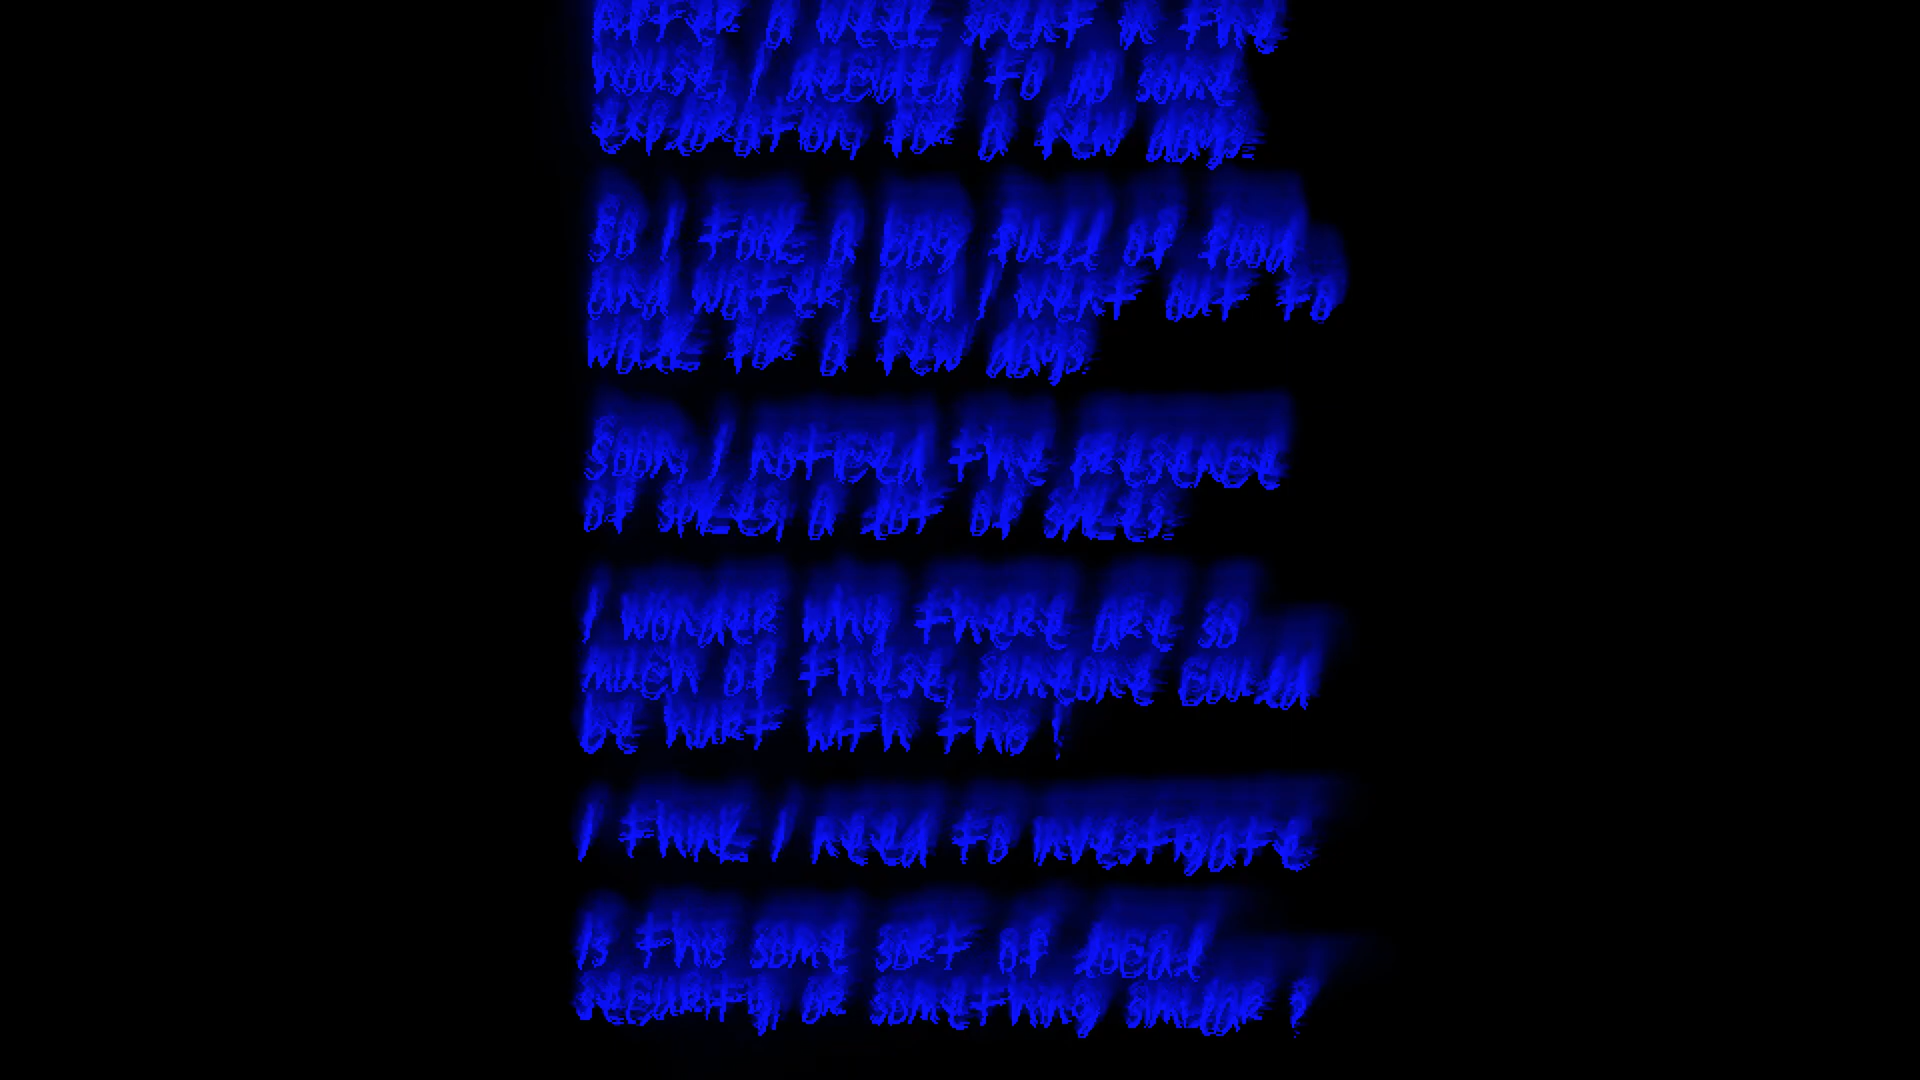 After a week spent in this
house, I decided to do some
exploration, for a few days
So I took a bag full of food
and water, and I went out to
walk for a few days
Soon, I noticed the presence
of spikes, a lot of spikes
I wonder why there are so
much of these, someone could
be hurt with this !
I think I need to investigate
Is this some sort of local
security, or something similar ?